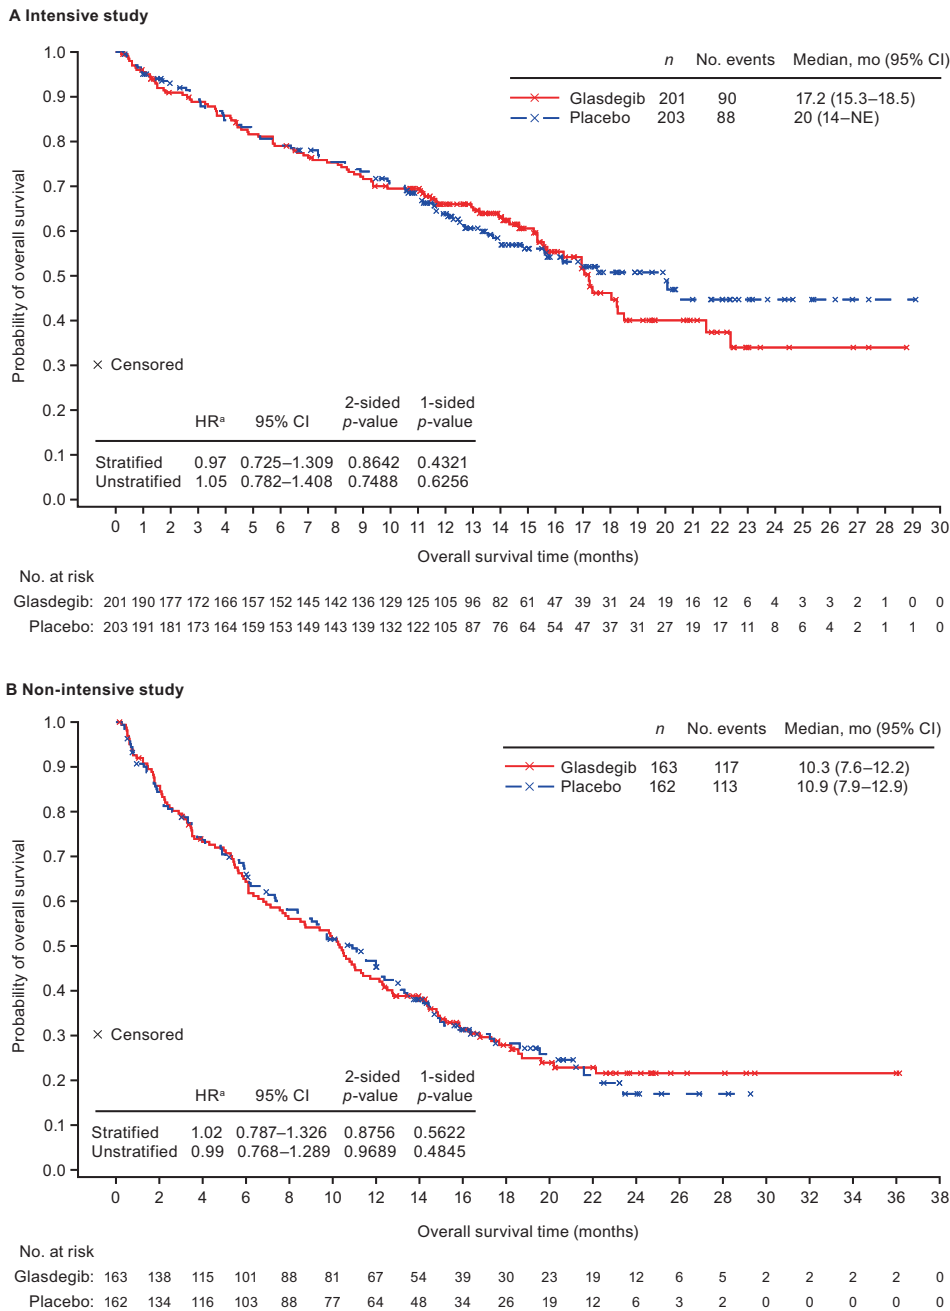 A Intensive study
n No. events Median, mo (95% CI)
Glasdegib 201 90 17.2 (15.3–18.5)
Placebo 203 88 20 (14–NE)
Probability of overall survival
1.0
0.9
0.8
0.7
0.6
0.5
0.4
0.3
0.2
0.1
0.0
× Censored
2-sided 1-sided
HRᵃ 95% CI p-value p-value
Stratified 0.97 0.725–1.309 0.8642 0.4321
Unstratified 1.05 0.782–1.408 0.7488 0.6256
0 1 2 3 4 5 6 7 8 9 10 11 12 13 14 15 16 17 18 19 20 21 22 23 24 25 26 27 28 29 30
Overall survival time (months)
No. at risk
Glasdegib: 201 190 177 172 166 157 152 145 142 136 129 125 105 96 82 61 47 39 31 24 19 16 12 6 4 3 3 2 1 0 0
Placebo: 203 191 181 173 164 159 153 149 143 139 132 122 105 87 76 64 54 47 37 31 27 19 17 11 8 6 4 2 1 1 0
B Non-intensive study
n No. events Median, mo (95% CI)
Glasdegib 163 117 10.3 (7.6–12.2)
Placebo 162 113 10.9 (7.9–12.9)
Probability of overall survival
1.0
0.9
0.8
0.7
0.6
0.5
0.4
0.3
0.2
0.1
0.0
× Censored
2-sided 1-sided
HRᵃ 95% CI p-value p-value
Stratified 1.02 0.787–1.326 0.8756 0.5622
Unstratified 0.99 0.768–1.289 0.9689 0.4845
0 2 4 6 8 10 12 14 16 18 20 22 24 26 28 30 32 34 36 38
Overall survival time (months)
No. at risk
Glasdegib: 163 138 115 101 88 81 67 54 39 30 23 19 12 6 5 2 2 2 2 0
Placebo: 162 134 116 103 88 77 64 48 34 26 19 12 6 3 2 0 0 0 0 0